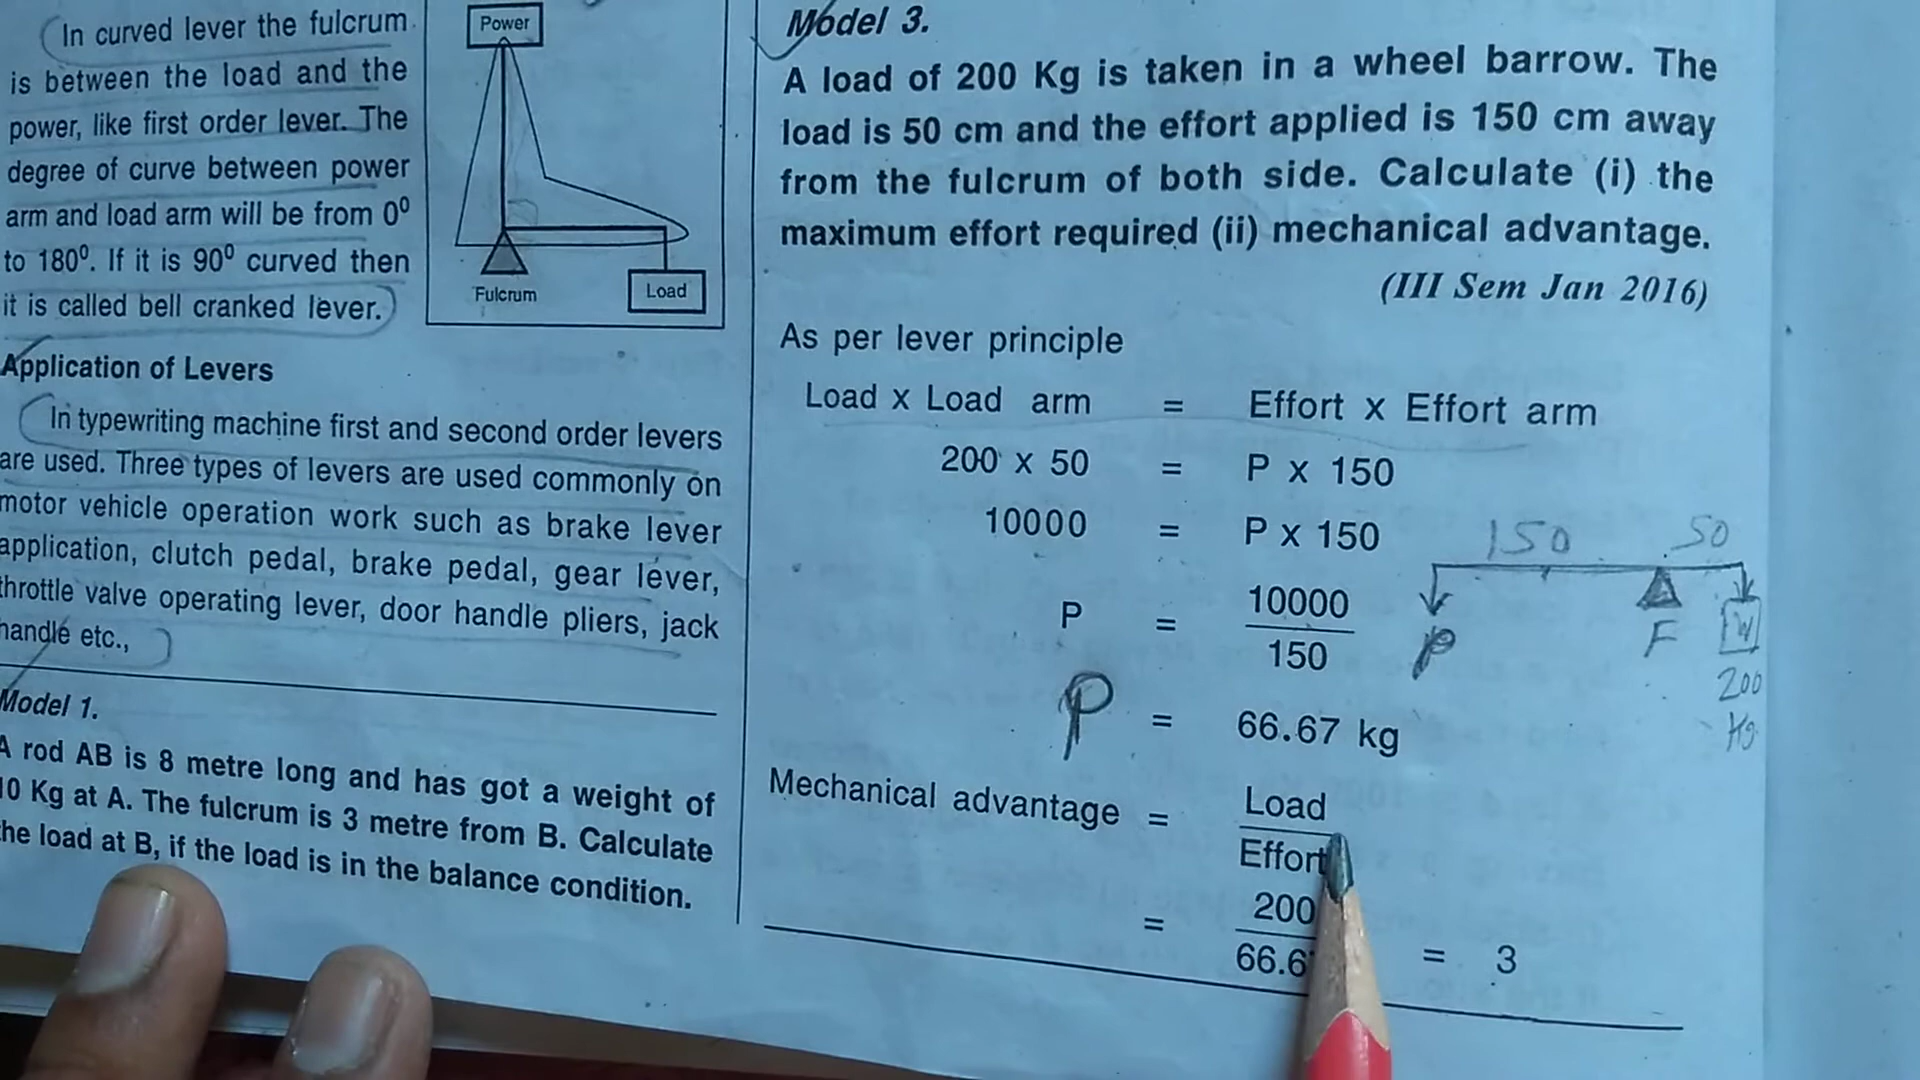 In curved lever the fulcrum
is between the load and the
power, like first order lever. The
degree of curve between power
arm and load arm will be from 0⁰
to 180⁰. If it is 90⁰ curved then
it is called bell cranked lever.
Power
Fulcrum
Load
Application of Levers
In typewriting machine first and second order levers
are used. Three types of levers are used commonly on
motor vehicle operation work such as brake lever
application, clutch pedal, brake pedal, gear lever,
throttle valve operating lever, door handle pliers, jack
handle etc.,
Model 1.
A rod AB is 8 metre long and has got a weight of
10 Kg at A. The fulcrum is 3 metre from B. Calculate
the load at B, if the load is in the balance condition.
Model 3.
A load of 200 Kg is taken in a wheel barrow. The
load is 50 cm and the effort applied is 150 cm away
from the fulcrum of both side. Calculate (i) the
maximum effort required (ii) mechanical advantage.
(III Sem Jan 2016)
As per lever principle
Load x Load arm = Effort x Effort arm
200 x 50 = P x 150
10000 = P x 150
P = 10000
150
P = 66.67 kg
150 50
P F W
200
Kg
Mechanical advantage = Load
Effort
= 200
66.6 = 3